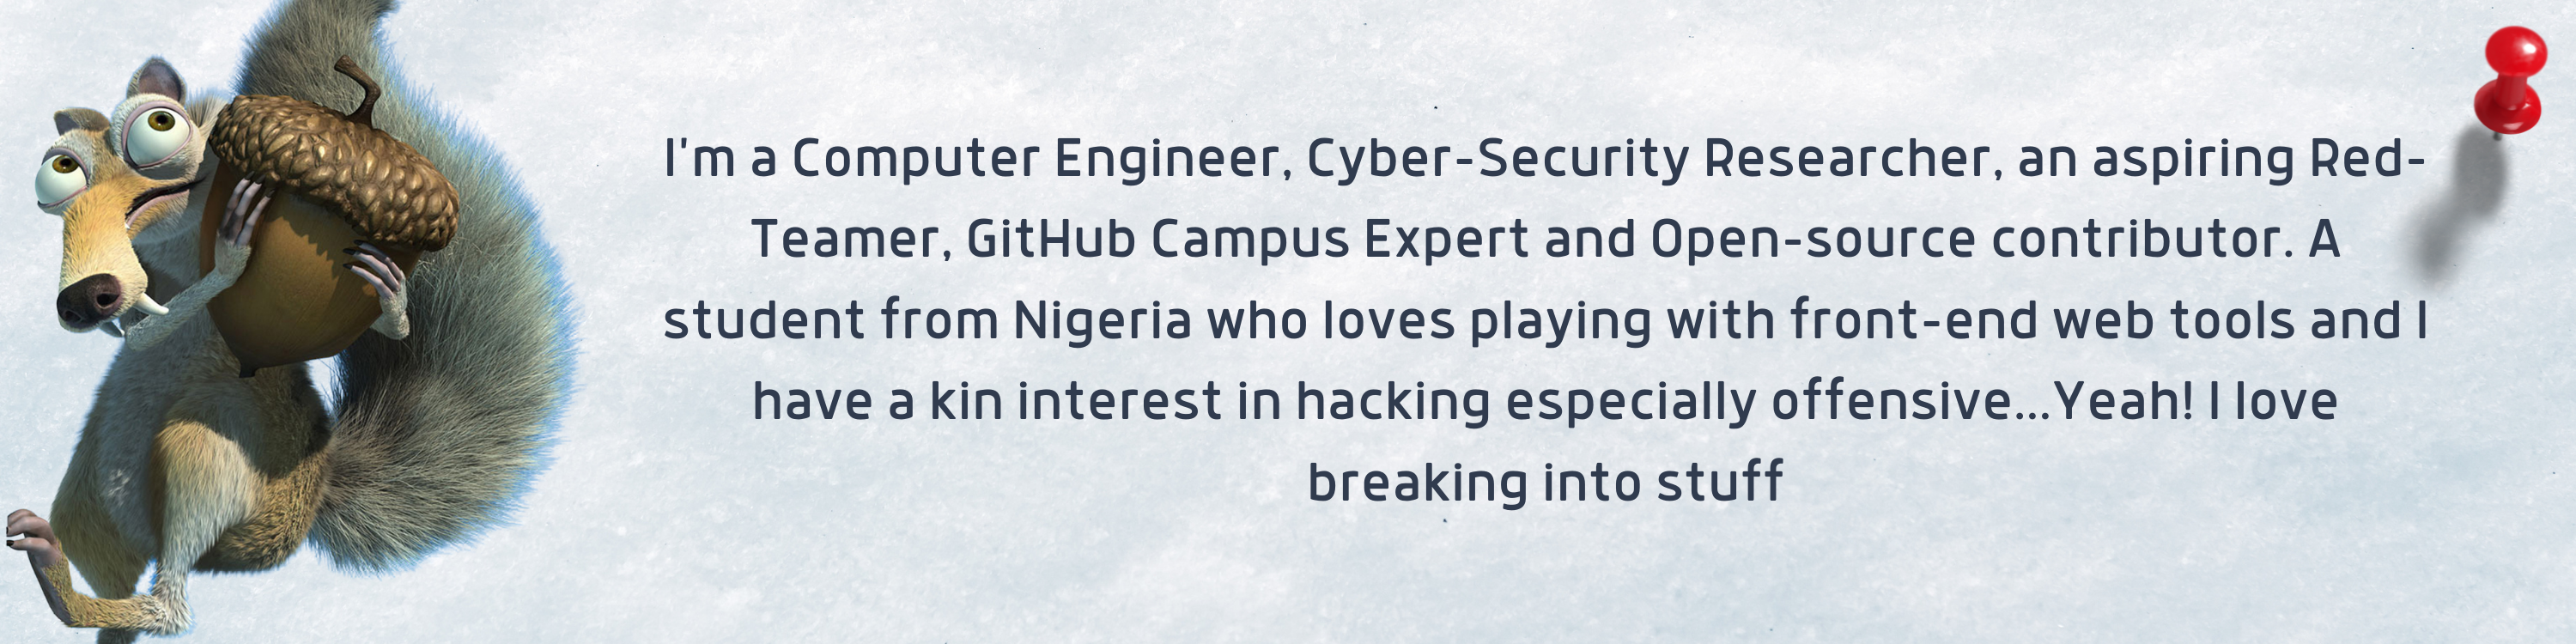 I'm a Computer Engineer, Cyber-Security Researcher, an aspiring Red-
Teamer, GitHub Campus Expert and Open-source contributor. A
student from Nigeria who loves playing with front-end web tools and I
have a kin interest in hacking especially offensive...Yeah! I love
breaking into stuff